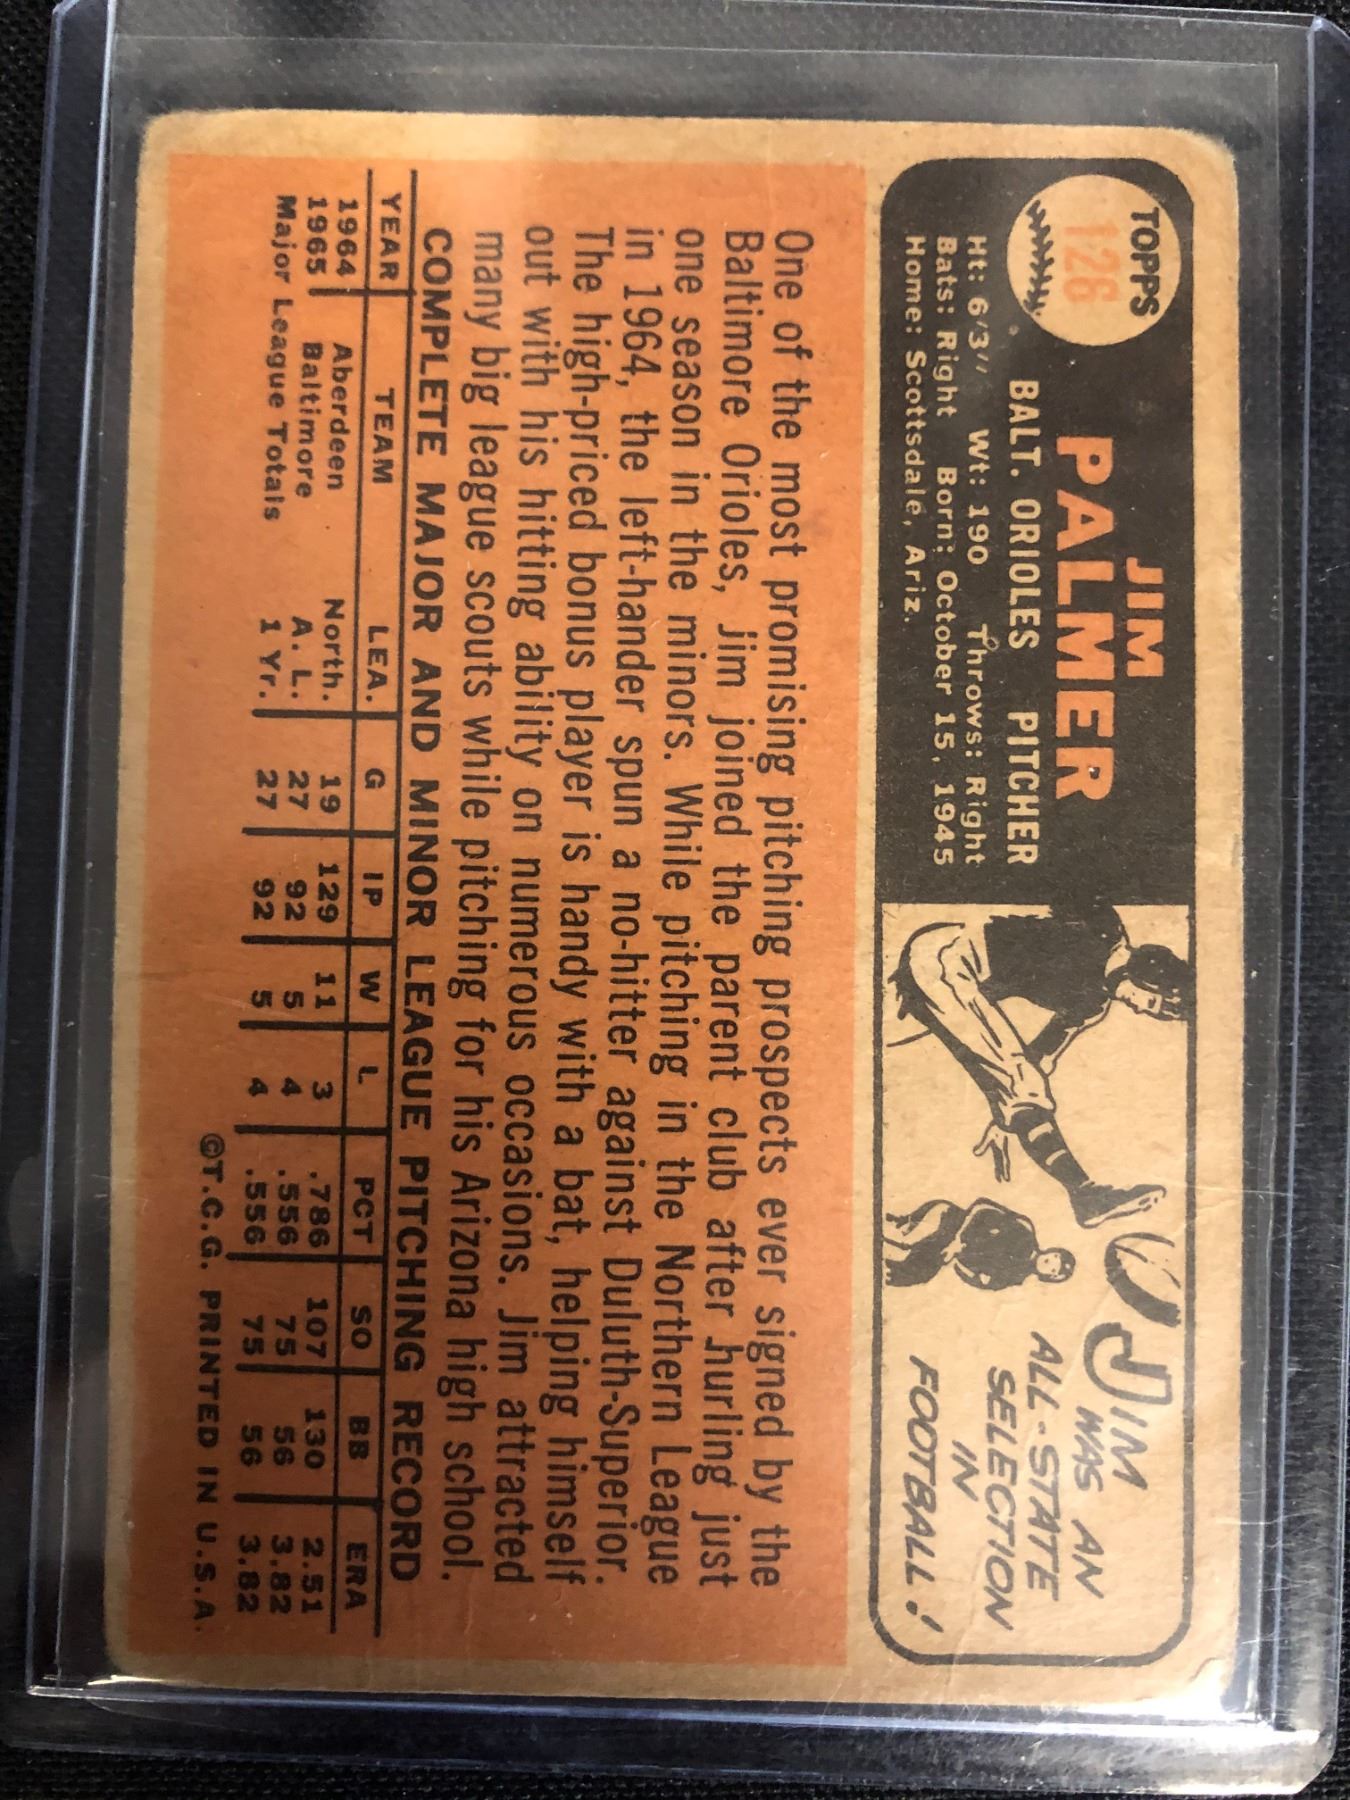 TOPPS
126
JIM
PALMER
BALT. ORIOLES PITCHER
Ht: 6'3" Wt: 190 Throws: Right
Bats: Right Born: October 15, 1945
Home: Scottsdale, Ariz.
JIM
WAS AN
ALL-STATE
SELECTION
IN
FOOTBALL!
One of the most promising pitching prospects ever signed by the
Baltimore Orioles, Jim joined the parent club after hurling just
one season in the minors. While pitching in the Northern League
in 1964, the left-hander spun a no-hitter against Duluth-Superior.
The high-priced bonus player is handy with a bat, helping himself
out with his hitting ability on numerous occasions. Jim attracted
many big league scouts while pitching for his Arizona high school.
COMPLETE MAJOR AND MINOR LEAGUE PITCHING RECORD
YEAR TEAM LEA. G IP W L PCT SO BB ERA
1964 Aberdeen North. 19 129 11 3 .786 107 130 2.51
1965 Baltimore A. L. 27 92 5 4 .556 75 56 3.82
Major League Totals 1 Yr. 27 92 5 4 .556 75 56 3.82
©T.C.G. PRINTED IN U.S.A.